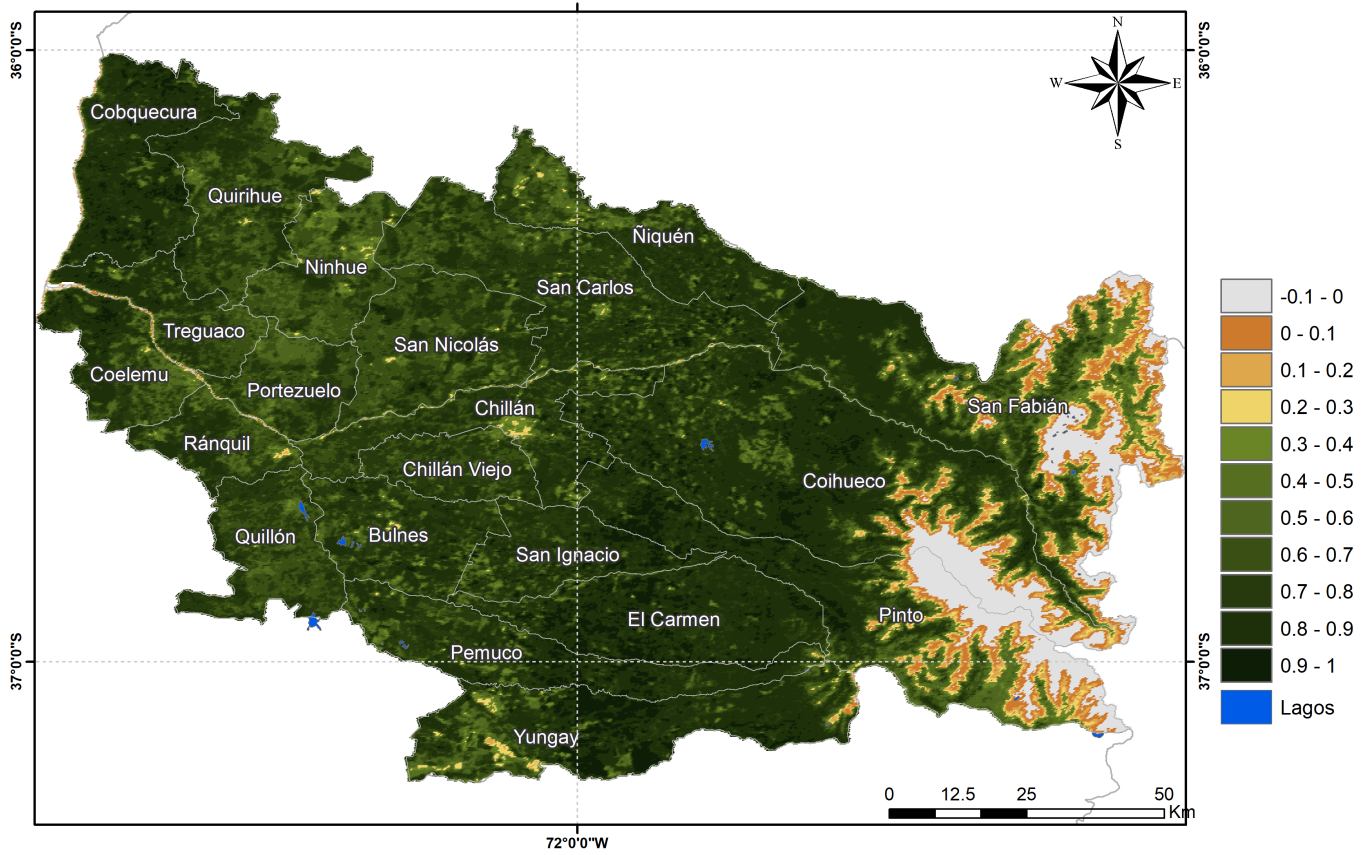 36°0'0"S
36°0'0"S
N
W
E
S
Cobquecura
Quirihue
Ñiquén
Ninhue
San Carlos
-0.1 - 0
Treguaco
0 - 0.1
San Nicolás
0.1 - 0.2
Coelemu
Portezuelo
Chillán
San Fabián
0.2 - 0.3
Ránquil
0.3 - 0.4
Chillán Viejo
Coihueco
0.4 - 0.5
Quillón
Bulnes
0.5 - 0.6
San Ignacio
0.6 - 0.7
0.7 - 0.8
El Carmen
Pinto
0.8 - 0.9
Pemuco
37°0'0"S
37°0'0"S
0.9 - 1
Lagos
Yungay
0 12.5 25 50
Km
72°0'0"W